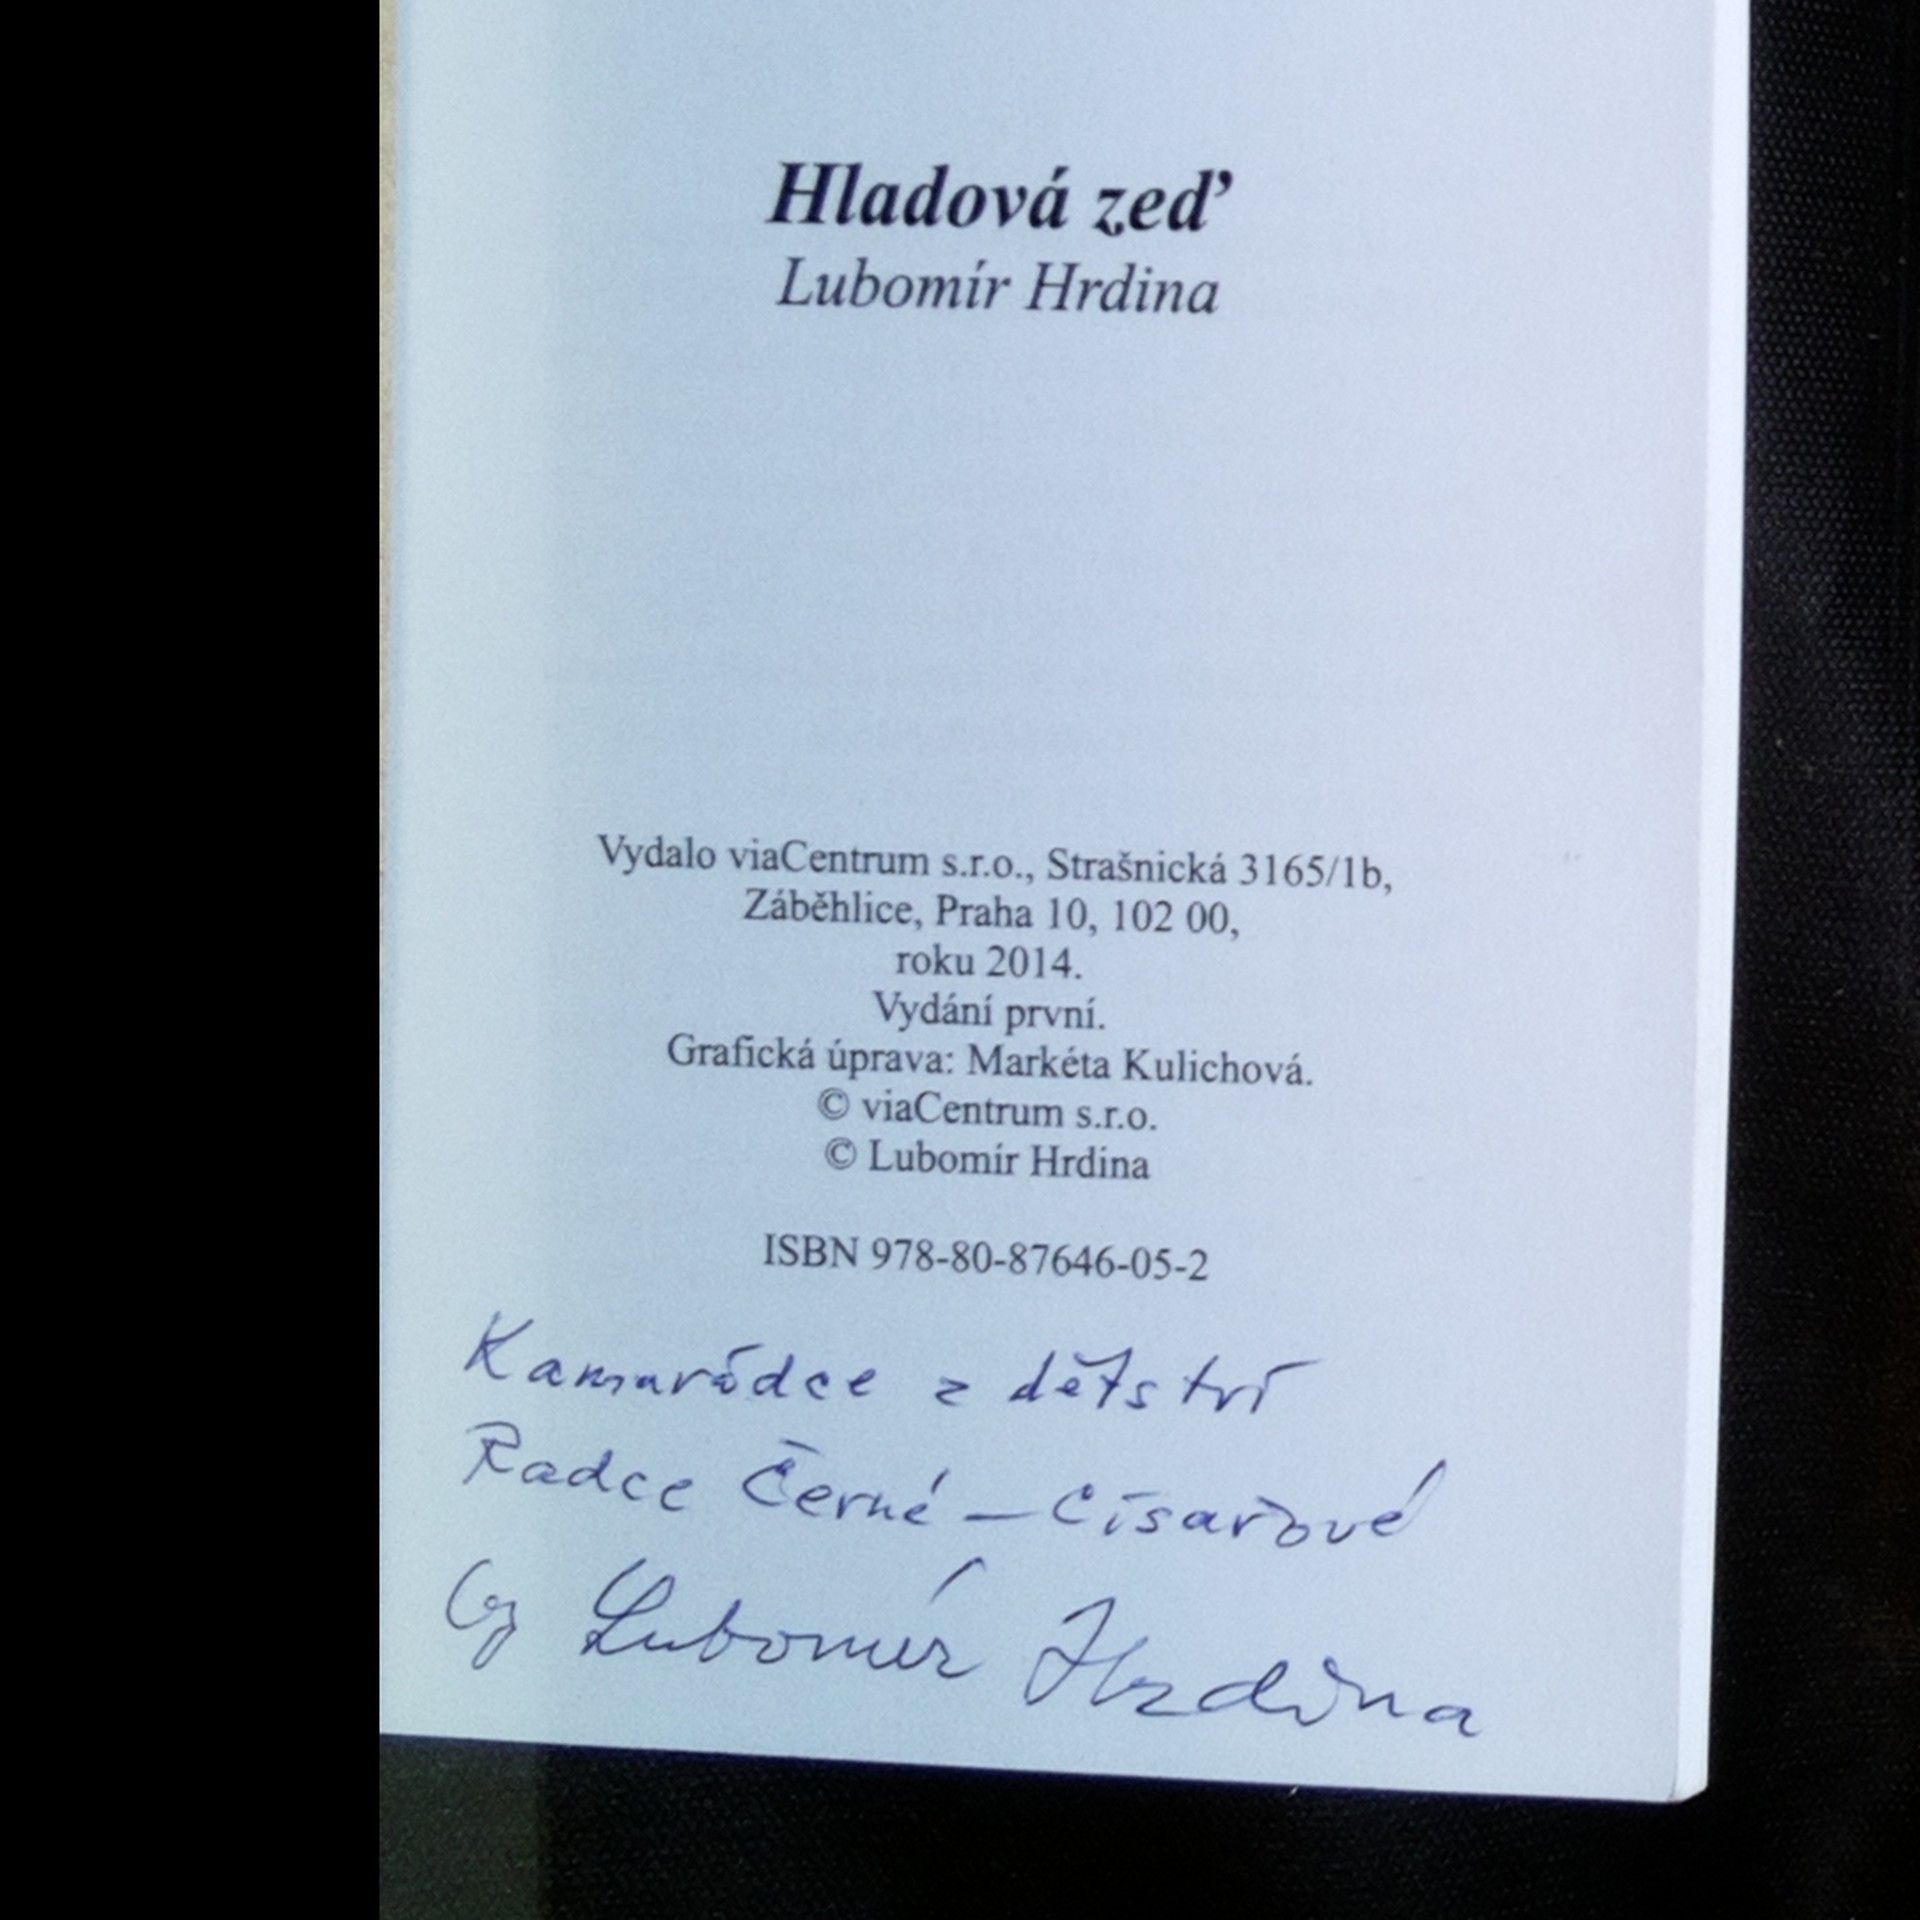 Hladová zeď
Lubomír Hrdina
Vydalo viaCentrum s.r.o., Strašnická 3165/1b,
Záběhlice, Praha 10, 102 00,
roku 2014.
Vydání první.
Grafická úprava: Markéta Kulichová.
© viaCentrum s.r.o.
© Lubomír Hrdina
ISBN 978-80-87646-05-2
Kamarádce z dětství
Radce Černé – Císařové
Lubomír Hrdina